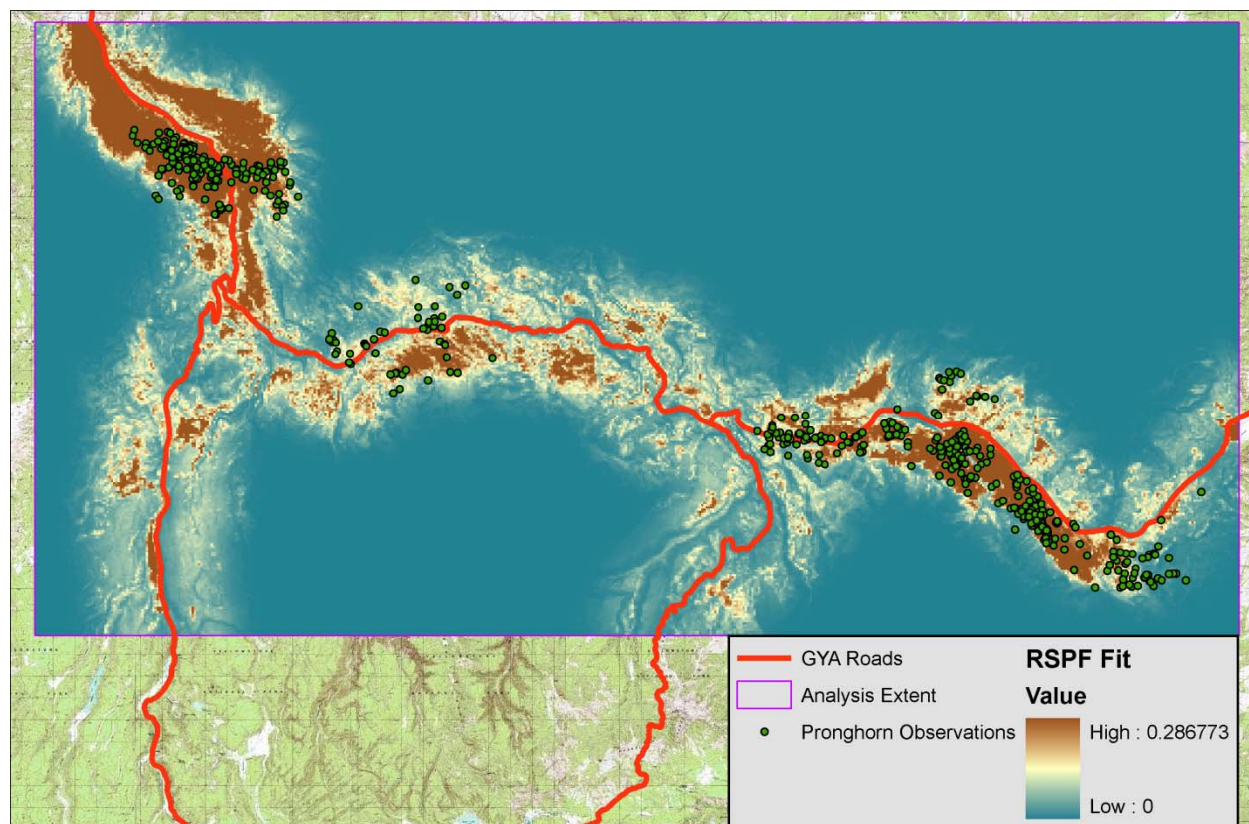 GYA Roads
Analysis Extent
Pronghorn Observations
RSPF Fit
Value
High : 0.286773
Low : 0